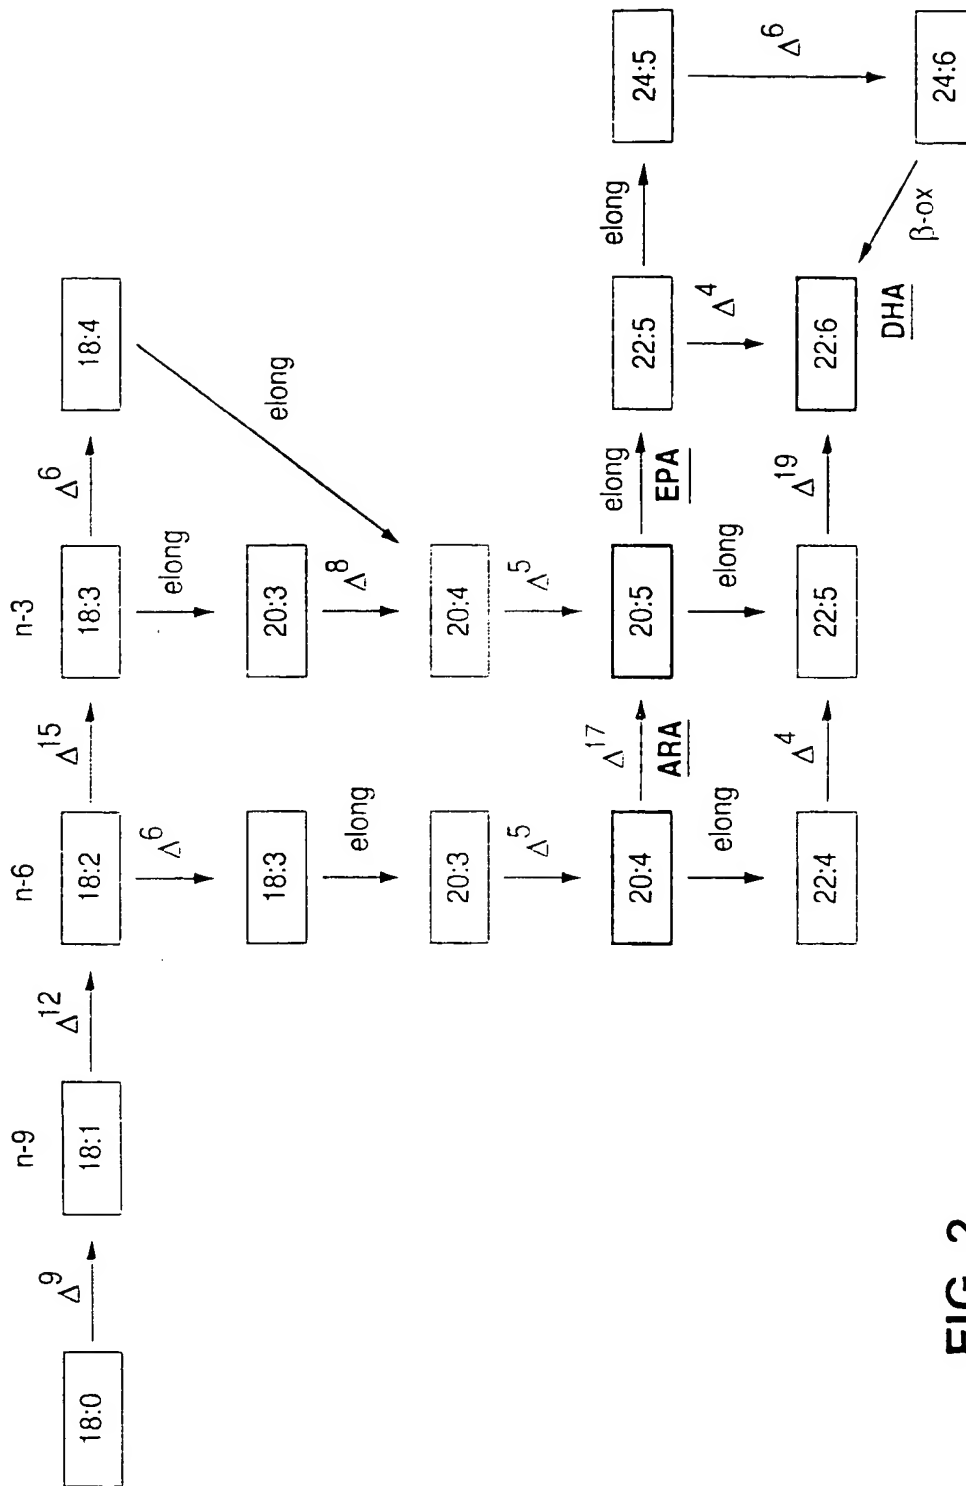 n-9 n-6 n-3
Δ9 Δ12 Δ15 Δ6
18:0 18:1 18:2 18:3 18:4
Δ6 elong
18:3 20:3
elong Δ8 elong
20:3 20:4
Δ5 Δ5
Δ17 elong elong
20:4 20:5 22:5 24:5
ARA EPA
elong elong Δ4 Δ6
Δ4 Δ19
22:4 22:5 22:6
DHA β-ox
24:6
FIG. 2